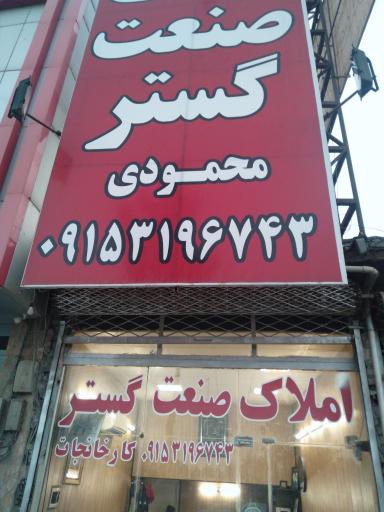 صنعت
گستر
محمودی
۰۹۱۵۳۱۹۶۷۴۳
املاک صنعت گستر
کارخانجات ۰۹۱۵۳۱۹۶۷۴۳